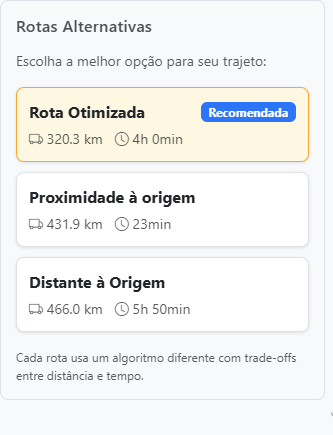 Rotas Alternativas
Escolha a melhor opção para seu trajeto:
Rota Otimizada Recomendada
320.3 km 4h 0min
Proximidade à origem
431.9 km 23min
Distante à Origem
466.0 km 5h 50min
Cada rota usa um algoritmo diferente com trade-offs
entre distância e tempo.